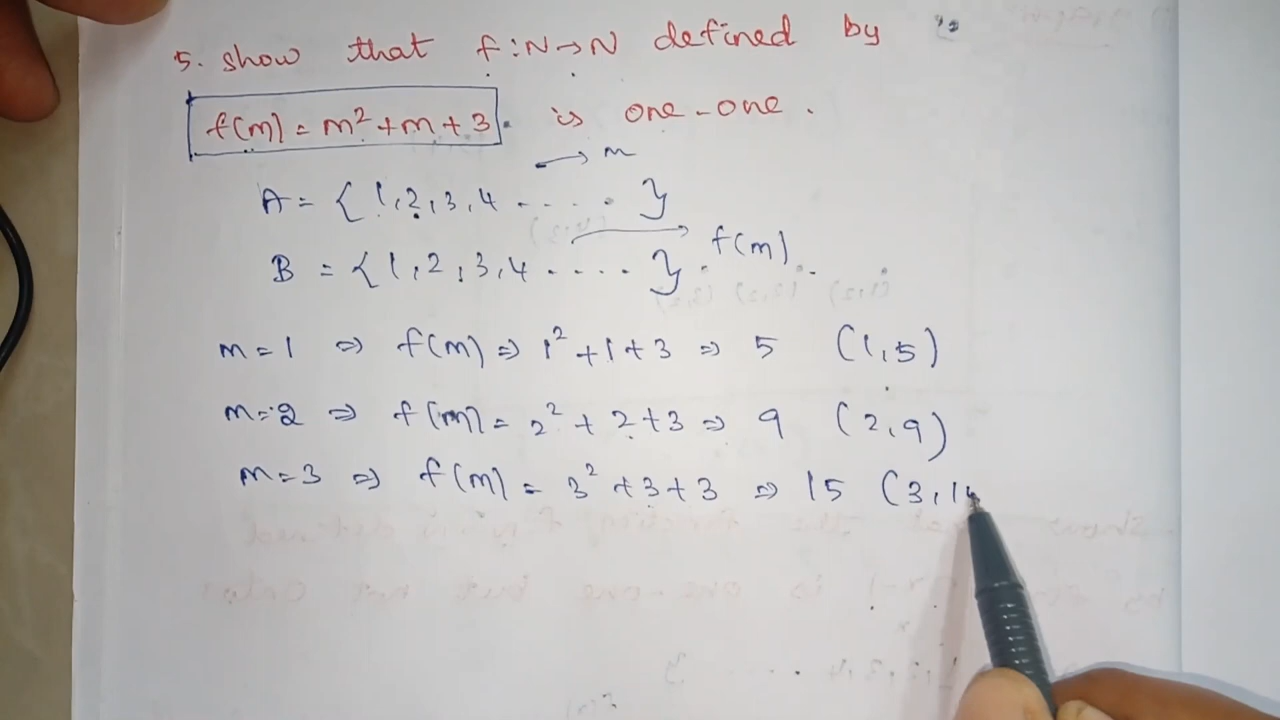 5. show that f:N→N defined by
f(m) = m² + m + 3. is one-one.
→ m
A = { 1, 2, 3, 4 ..... }
B = { 1, 2, 3, 4 .... } f(m).
m = 1 ⇒ f(m) ⇒ 1² + 1 + 3 ⇒ 5 (1, 5)
m = 2 ⇒ f(m) = 2² + 2 + 3 ⇒ 9 (2, 9)
m = 3 ⇒ f(m) = 3² + 3 + 3 ⇒ 15 (3, 1